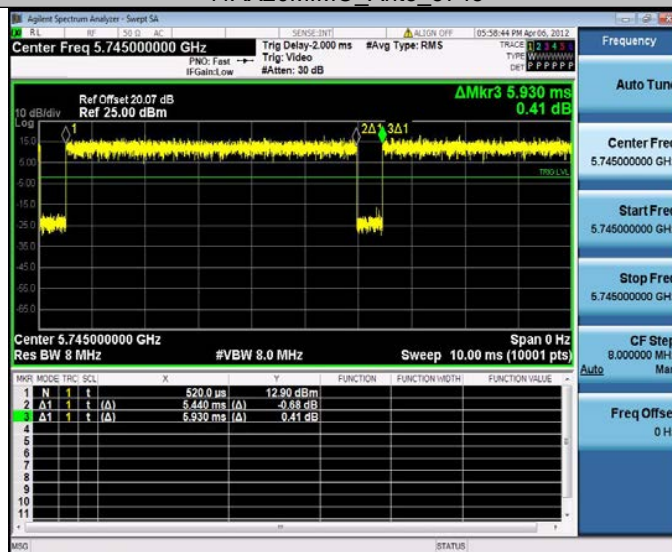 Agilent Spectrum Analyzer - Swept SA
RL RF 50 Ω AC SENSE:INT ALIGN OFF 05:58:44 PM Apr 06, 2012
Center Freq 5.745000000 GHz
PNO: Fast
IFGain:Low
Trig Delay-2.000 ms
Trig: Video
#Atten: 30 dB
#Avg Type: RMS
TRACE 1 2 3 4 5 6
TYPE
DET P P P P P P
Frequency
Ref Offset 20.07 dB
10 dB/div Ref 25.00 dBm
Log
ΔMkr3 5.930 ms
0.41 dB
1 2Δ1 3Δ1
15.0
5.00
-5.00
-15.0
-25.0
-35.0
-45.0
-55.0
-65.0
TRIG LVL
Auto Tune
Center Freq
5.745000000 GH
Start Freq
5.745000000 GH
Stop Freq
5.745000000 GH
CF Step
8.000000 MH
Auto Man
Freq Offset
0 H
Center 5.745000000 GHz Span 0 Hz
Res BW 8 MHz #VBW 8.0 MHz Sweep 10.00 ms (10001 pts)
MKR MODE TRC SCL X Y FUNCTION FUNCTION WIDTH FUNCTION VALUE
1 N 1 t 520.0 µs 12.90 dBm
2 Δ1 1 t (Δ) 5.440 ms (Δ) -0.68 dB
3 Δ1 1 t (Δ) 5.930 ms (Δ) 0.41 dB
4
5
6
7
8
9
10
11
MSG STATUS